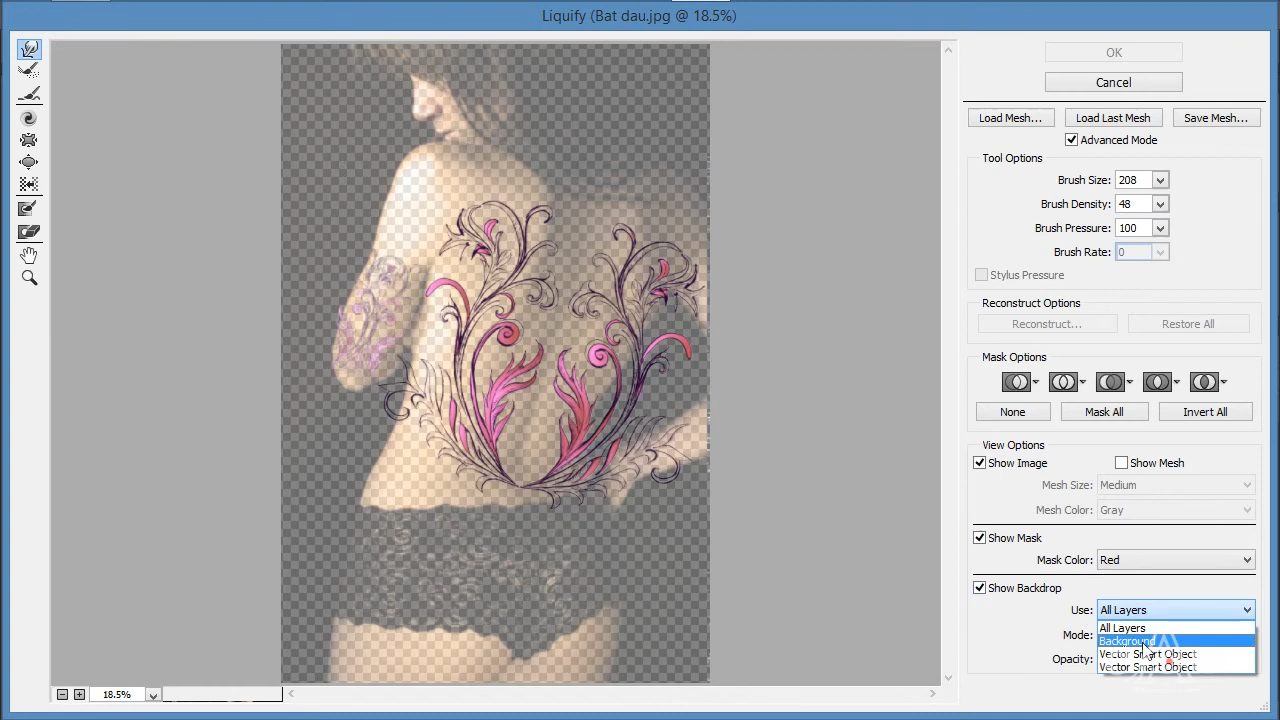 Liquify (Bat dau.jpg @ 18.5%)
OK
Cancel
Load Mesh...
Load Last Mesh
Save Mesh...
Advanced Mode
Tool Options
Brush Size: 208
Brush Density: 48
Brush Pressure: 100
Brush Rate: 0
Stylus Pressure
Reconstruct Options
Reconstruct...
Restore All
Mask Options
None
Mask All
Invert All
View Options
Show Image
Show Mesh
Mesh Size: Medium
Mesh Color: Gray
Show Mask
Mask Color: Red
Show Backdrop
Use: All Layers
All Layers
Mode:
Background
Vector Smart Object
Opacity:
Vector Smart Object
18.5%